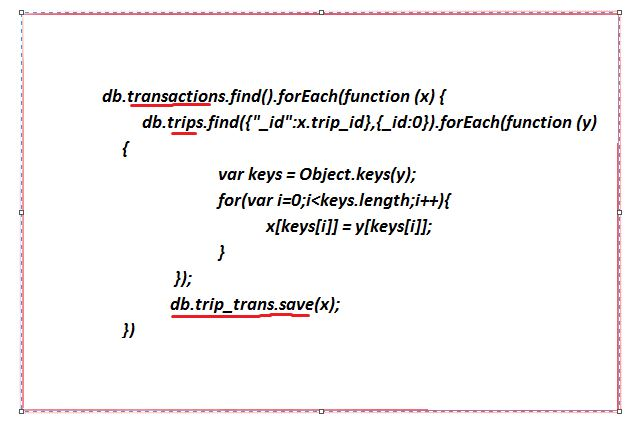 db.transactions.find().forEach(function (x) {
db.trips.find({"_id":x.trip_id},{_id:0}).forEach(function (y)
{
var keys = Object.keys(y);
for(var i=0;i<keys.length;i++){
x[keys[i]] = y[keys[i]];
}
});
db.trip_trans.save(x);
})